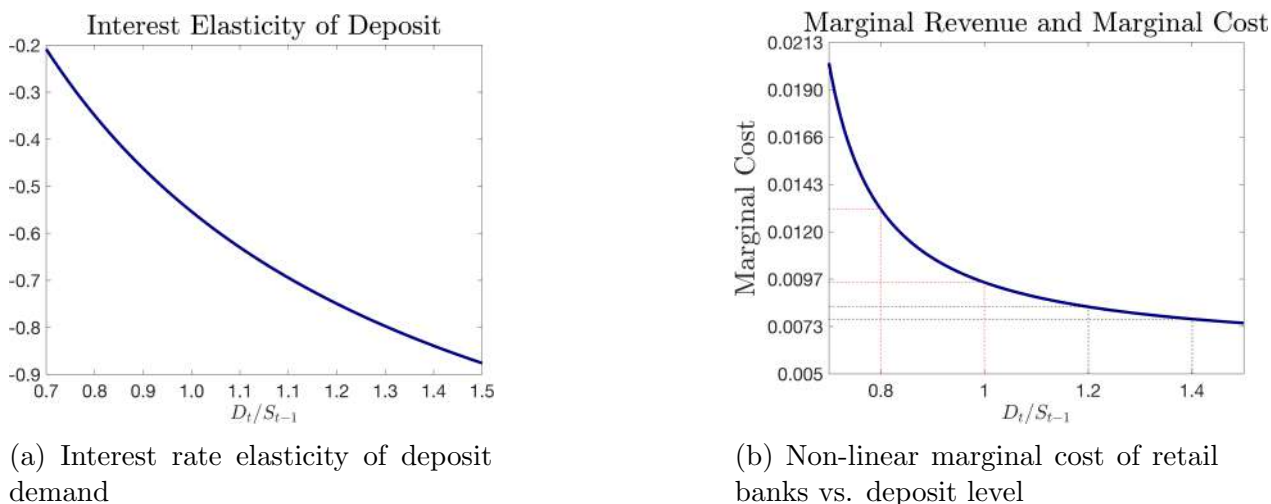 Interest Elasticity of Deposit
-0.2
-0.3
-0.4
-0.5
-0.6
-0.7
-0.8
-0.9
0.7 0.8 0.9 1.0 1.1 1.1 1.2 1.3 1.4 1.5
D_t/S_{t-1}
(a) Interest rate elasticity of deposit
demand
Marginal Revenue and Marginal Cost
Marginal Cost
0.0213
0.0190
0.0166
0.0143
0.0120
0.0097
0.0073
0.005
0.8 1 1.2 1.4
D_t/S_{t-1}
(b) Non-linear marginal cost of retail
banks vs. deposit level